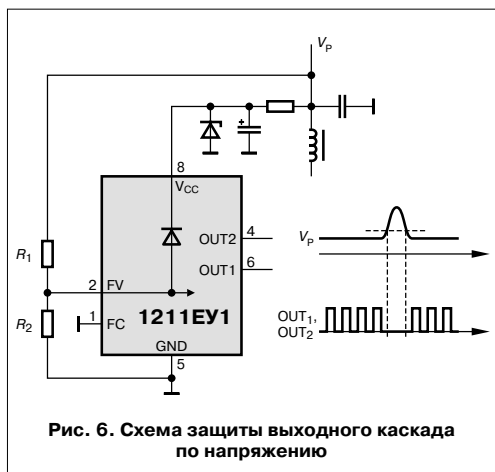 V_P
8
V_CC
OUT2 4
OUT1 6
R_1
2 FV
R_2
1 FC
1211ЕУ1
GND
5
V_P
OUT_1,
OUT_2
Рис. 6. Схема защиты выходного каскада
по напряжению